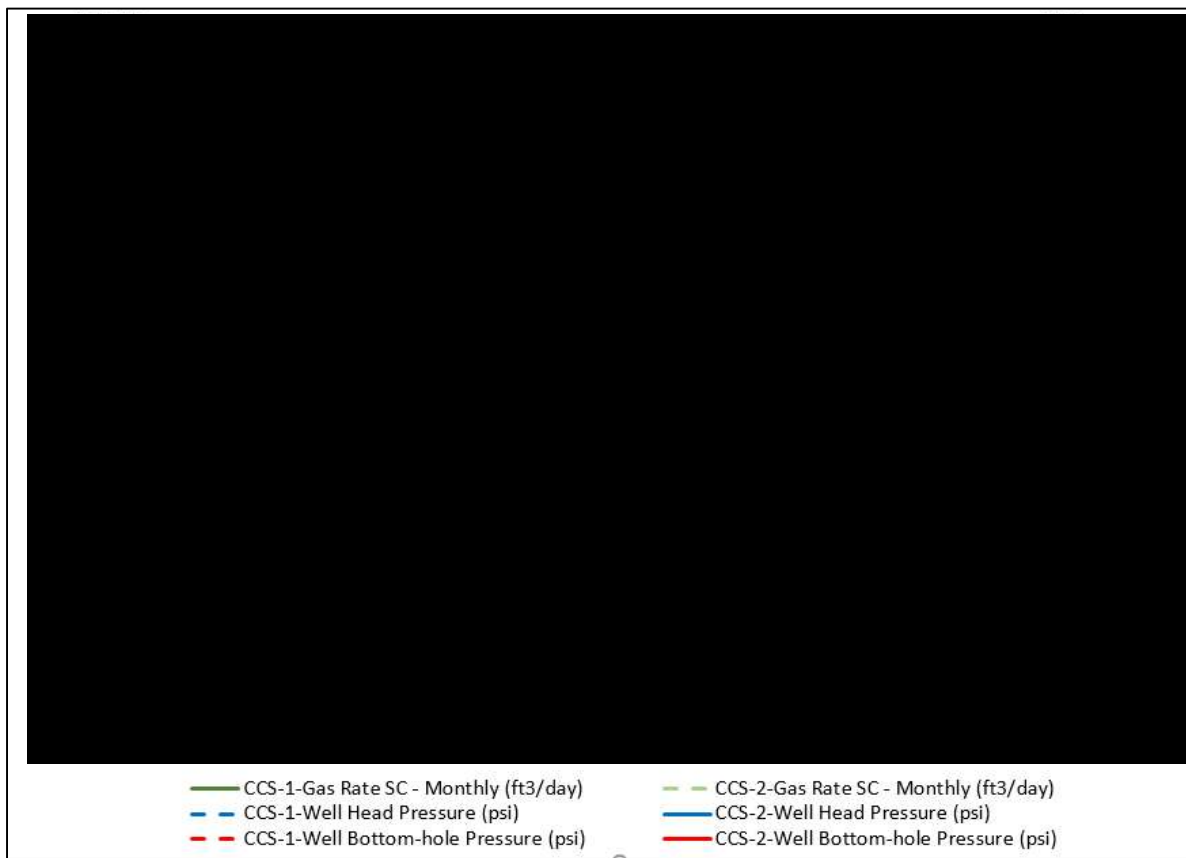 CCS-1-Gas Rate SC - Monthly (ft3/day) CCS-2-Gas Rate SC - Monthly (ft3/day)
CCS-1-Well Head Pressure (psi) CCS-2-Well Head Pressure (psi)
CCS-1-Well Bottom-hole Pressure (psi) CCS-2-Well Bottom-hole Pressure (psi)